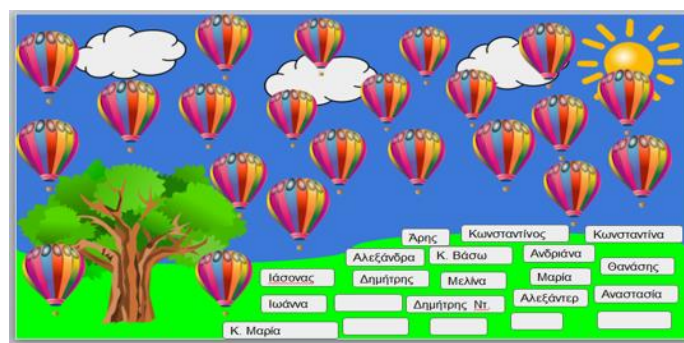 Άρης
Κωνσταντίνος
Κωνσταντίνα
Αλεξάνδρα
Κ. Βάσω
Ανδριάνα
Θανάσης
Ιάσονας
Δημήτρης
Μελίνα
Μαρία
Ιωάννα
Δημήτρης Ντ.
Αλεξάντερ
Αναστασία
Κ. Μαρία